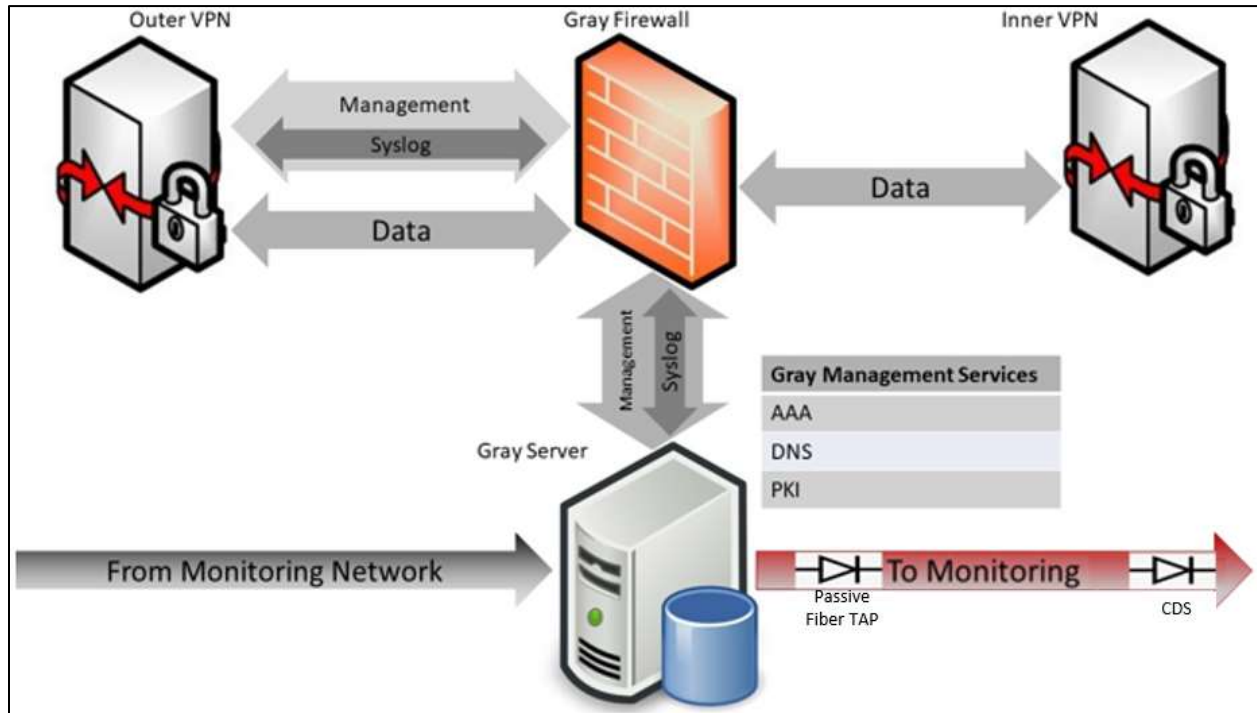 Outer VPN
Gray Firewall
Inner VPN
Management
Syslog
Data
Data
Management
Syslog
Gray Management Services
AAA
DNS
PKI
Gray Server
From Monitoring Network
To Monitoring
Passive
Fiber TAP
CDS